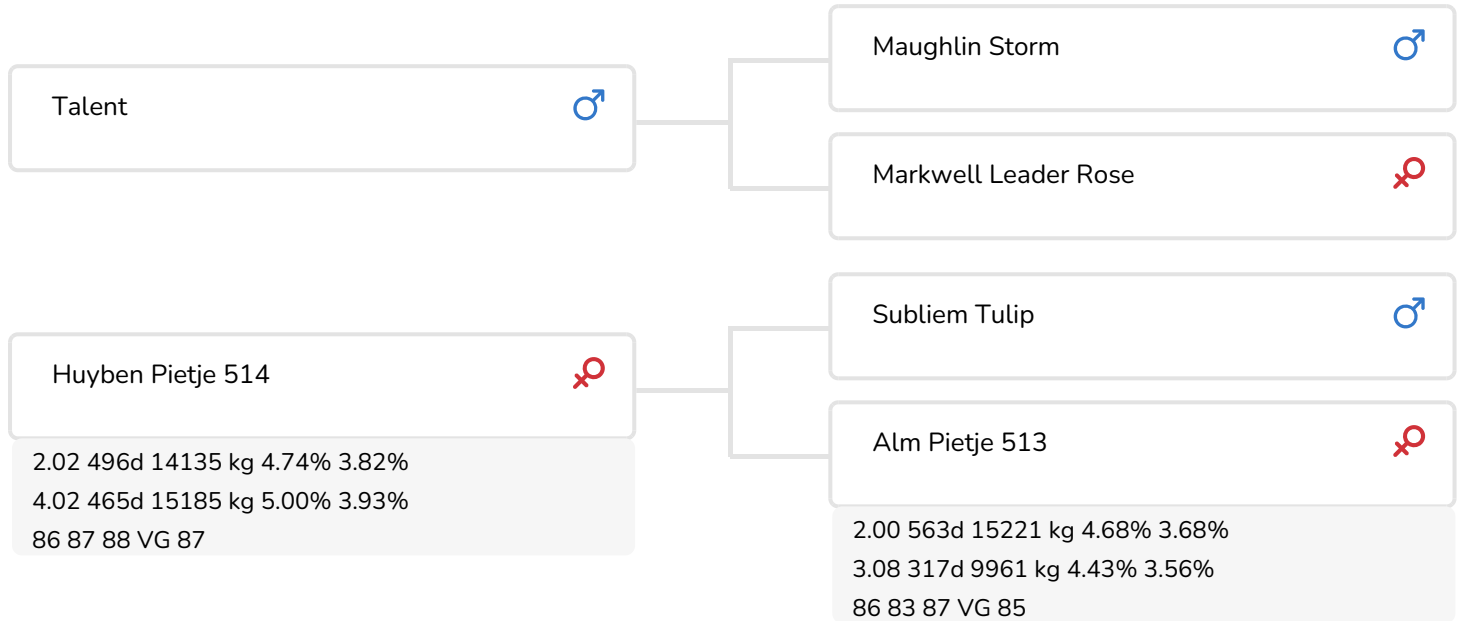 Talent
Maughlin Storm
Markwell Leader Rose
Huyben Pietje 514
2.02 496d 14135 kg 4.74% 3.82%
4.02 465d 15185 kg 5.00% 3.93%
86 87 88 VG 87
Subliem Tulip
Alm Pietje 513
2.00 563d 15221 kg 4.68% 3.68%
3.08 317d 9961 kg 4.43% 3.56%
86 83 87 VG 85